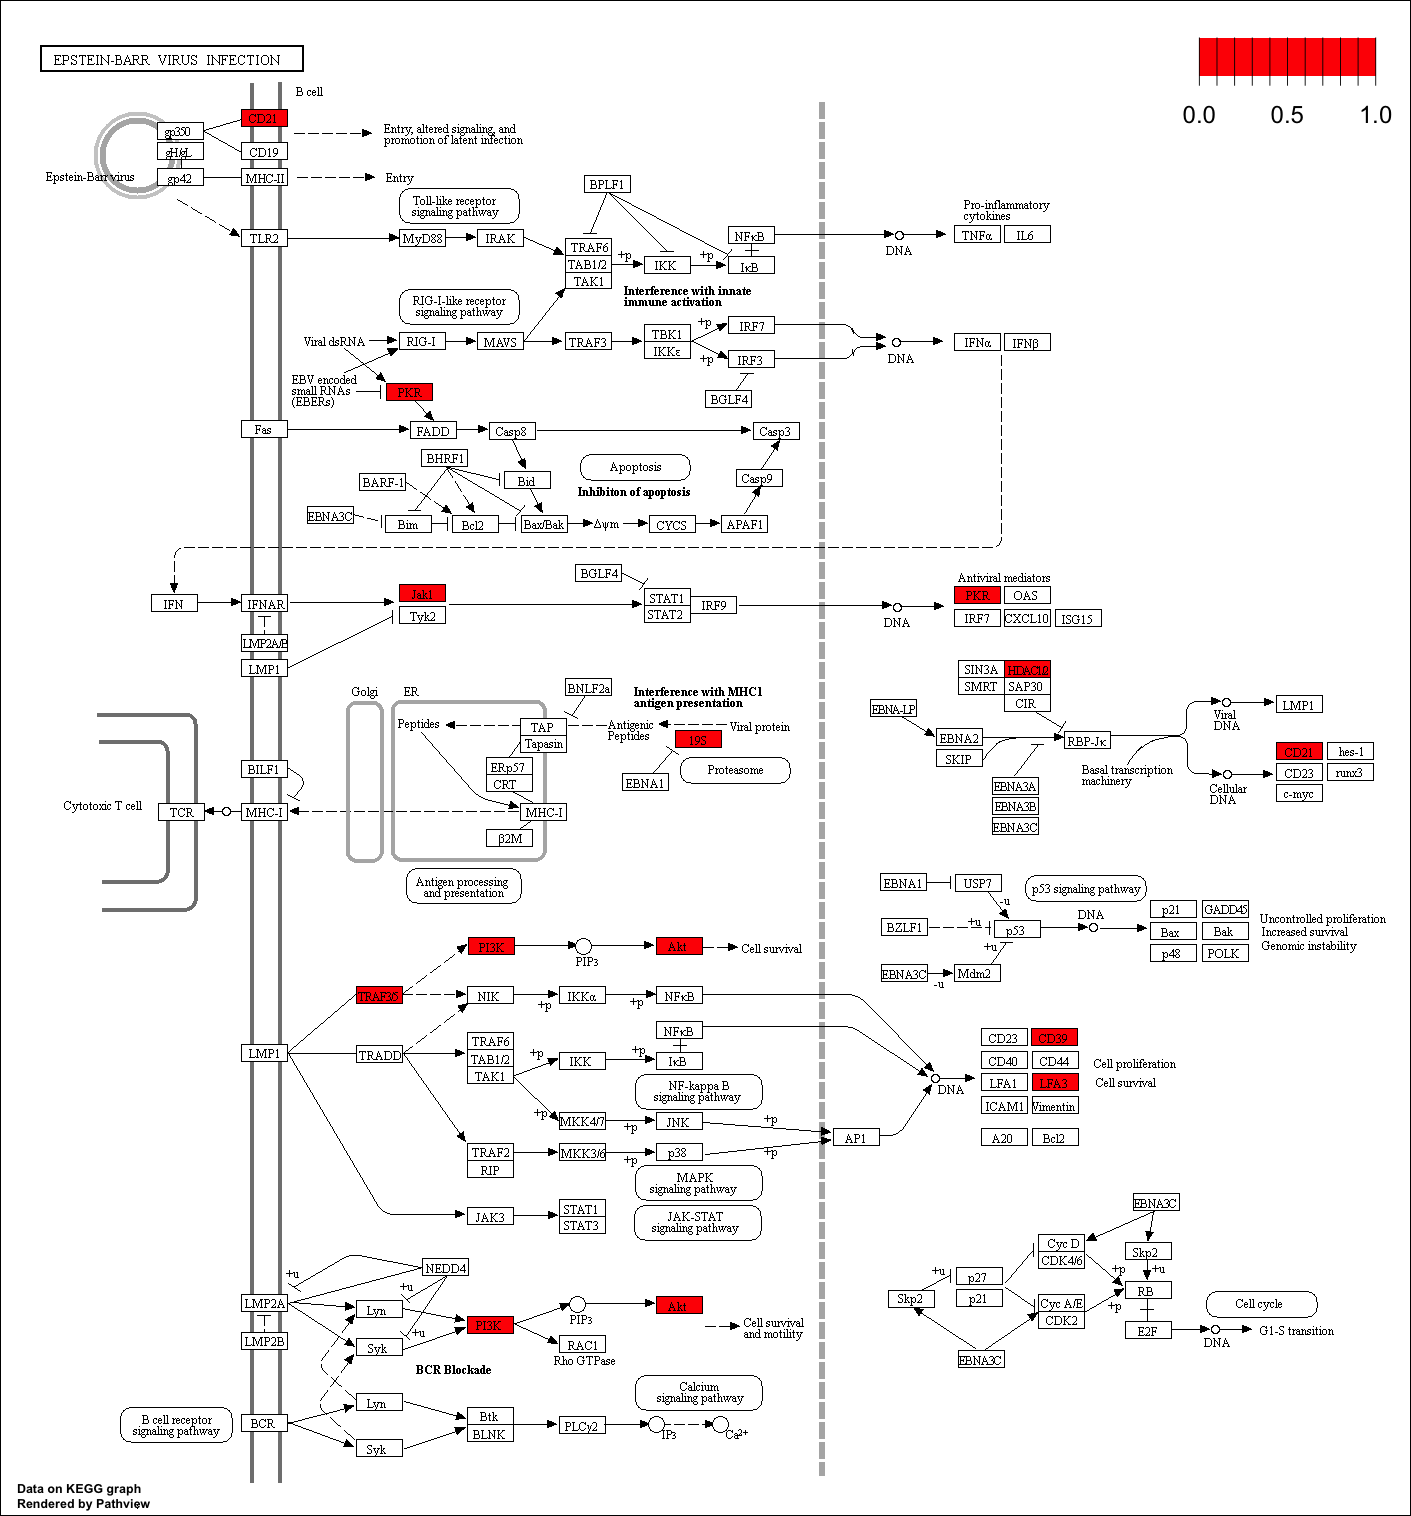 EPSTEIN-BARR VIRUS INFECTION
0.0 0.5 1.0
B cell
CD21
gp350
Entry, altered signaling, and
promotion of latent infection
gH/gL
CD19
Epstein-Barr virus
gp42
MHC-II
Entry
BPLF1
Toll-like receptor
signaling pathway
Pro-inflammatory
cytokines
TLR2
MyD88
IRAK
TRAF6
TAB1/2
TAK1
+p
IKK
+p
NFκB
IκB
DNA
TNFα
IL6
Interference with innate
immune activation
RIG-I-like receptor
signaling pathway
Viral dsRNA
RIG-I
MAVS
TRAF3
TBK1
IKKε
+p
+p
IRF7
IRF3
DNA
IFNα
IFNβ
EBV encoded
small RNAs
(EBERs)
PKR
BGLF4
Fas
FADD
Casp8
Casp3
BHRF1
Apoptosis
BARF-1
Bid
Casp9
Inhibiton of apoptosis
EBNA3C
Bim
Bcl2
Bax/Bak
Δψm
CYCS
APAF1
BGLF4
Antiviral mediators
IFN
IFNAR
Jak1
Tyk2
STAT1
STAT2
IRF9
DNA
PKR
OAS
IRF7
CXCL10
ISG15
LMP2A/B
LMP1
Golgi
ER
BNLF2a
Interference with MHC1
antigen presentation
Peptides
TAP
Tapasin
Antigenic
Peptides
Viral protein
19S
ERp57
CRT
EBNA1
Proteasome
BILF1
Cytotoxic T cell
TCR
MHC-I
MHC-I
β2M
Antigen processing
and presentation
SIN3A
HDAC1/2
SMRT
SAP30
CIR
EBNA-LP
EBNA2
SKIP
RBP-Jκ
Viral
DNA
LMP1
EBNA3A
EBNA3B
EBNA3C
Basal transcription
machinery
Cellular
DNA
CD21
hes-1
CD23
runx3
c-myc
EBNA1
USP7
p53 signaling pathway
-u
BZLF1
+u
p53
DNA
+u
EBNA3C
-u
Mdm2
p21
GADD45
Bax
Bak
p48
POLK
Uncontrolled proliferation
Increased survival
Genomic instability
PI3K
PIP3
Akt
Cell survival
TRAF3/5
NIK
+p
IKKα
+p
NFκB
LMP1
TRADD
TRAF6
TAB1/2
TAK1
+p
IKK
+p
NFκB
IκB
NF-kappa B
signaling pathway
+p
MKK4/7
+p
JNK
+p
TRAF2
RIP
MKK3/6
+p
p38
+p
AP1
MAPK
signaling pathway
JAK3
STAT1
STAT3
JAK-STAT
signaling pathway
DNA
CD23
CD39
CD40
CD44
LFA1
LFA3
ICAM1
Vimentin
A20
Bcl2
Cell proliferation
Cell survival
NEDD4
+u
+u
+u
LMP2A
LMP2B
Lyn
Syk
PI3K
PIP3
Akt
RAC1
Rho GTPase
Cell survival
and motility
BCR Blockade
B cell receptor
signaling pathway
BCR
Lyn
Syk
Btk
BLNK
PLCγ2
IP3
Ca2+
Calcium
signaling pathway
EBNA3C
Cyc D
CDK4/6
Skp2
+u
+p
+u
p27
p21
Skp2
RB
Cyc A/E
CDK2
+p
E2F
EBNA3C
Cell cycle
DNA
G1-S transition
Data on KEGG graph
Rendered by Pathview